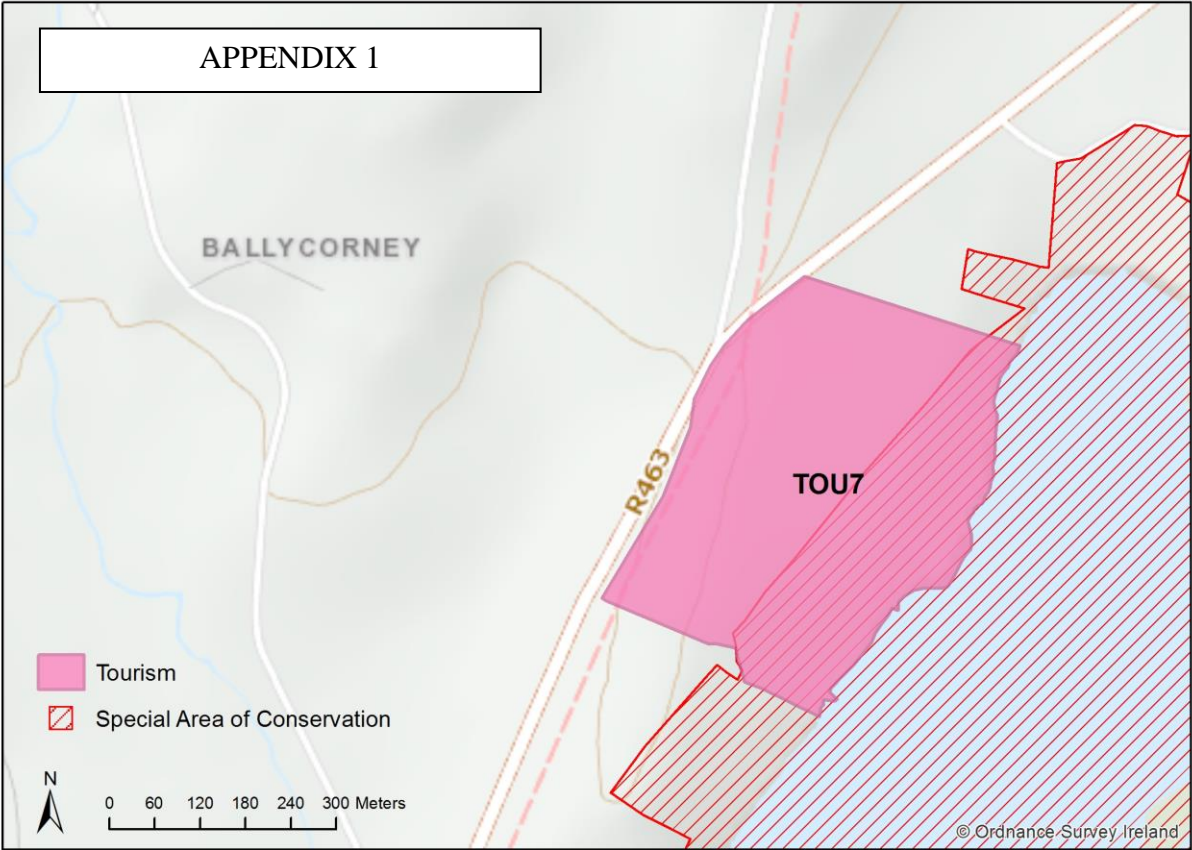 APPENDIX 1
BALLYCORNEY
R463
TOU7
Tourism
Special Area of Conservation
N
0 60 120 180 240 300 Meters
© Ordnance Survey Ireland